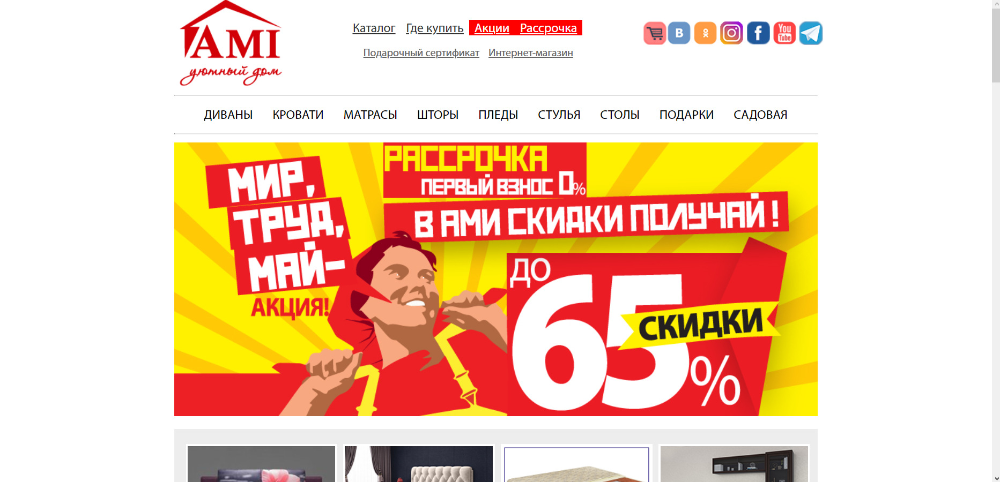 АМІ
уютный дом
Каталог Где купить Акции Рассрочка
Подарочный сертификат Интернет-магазин
You
Tube
ДИВАНЫ КРОВАТИ МАТРАСЫ ШТОРЫ ПЛЕДЫ СТУЛЬЯ СТОЛЫ ПОДАРКИ САДОВАЯ
РАССРОЧКА
ПЕРВЫЙ ВЗНОС 0%
МИР,
ТРУД,
МАЙ–
АКЦИЯ!
В АМИ СКИДКИ ПОЛУЧАЙ!
ДО
65%
СКИДКИ